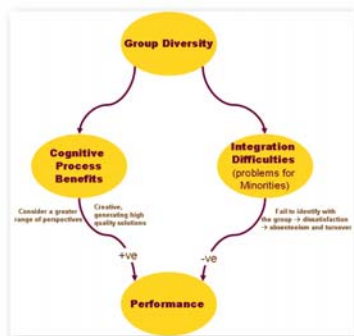 Group Diversity
Cognitive
Process
Benefits
Integration
Difficulties
(problems for
Minorities)
Consider a greater
range of perspectives
Creative,
generating high
quality solutions
Fail to identify with
the group → dissatisfaction
→ absenteeism and turnover
+ve
-ve
Performance